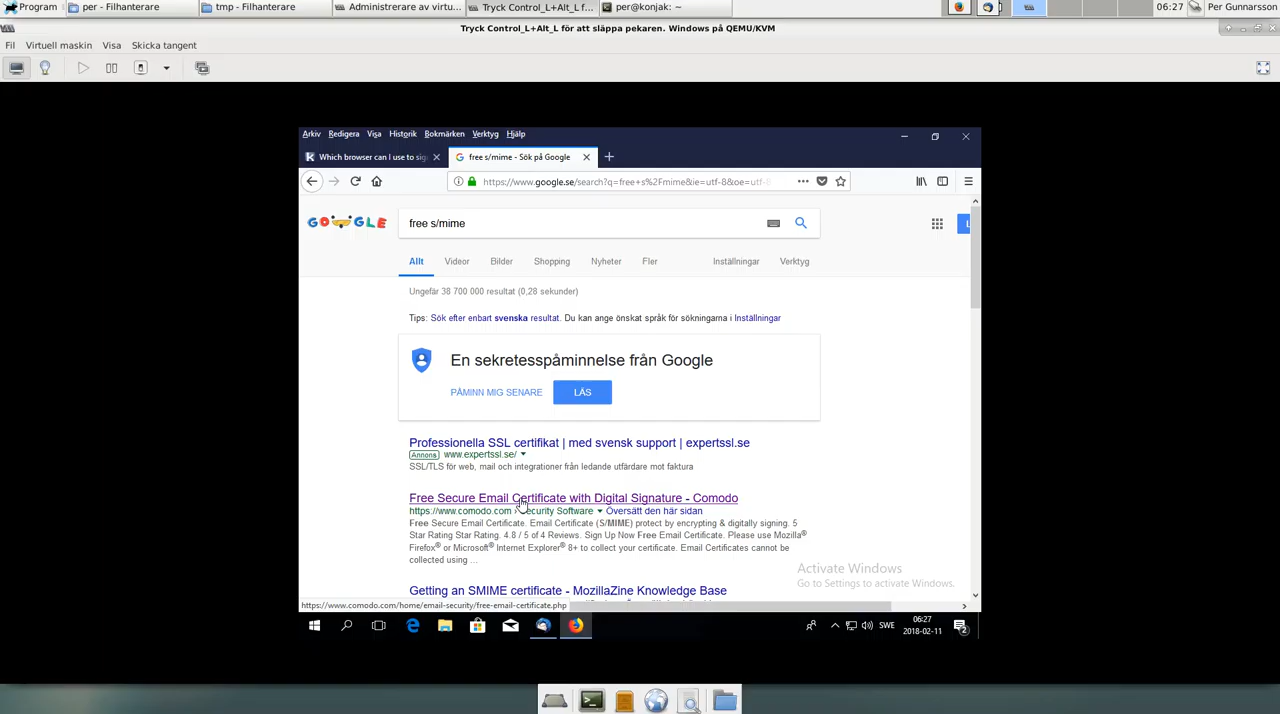 Program
per - Filhanterare
tmp - Filhanterare
Administrerare av virtu...
Tryck Control_L+Alt_L f...
per@konjak: ~
06:27
Per Gunnarsson
Tryck Control_L+Alt_L för att släppa pekaren. Windows på QEMU/KVM
Fil Virtuell maskin Visa Skicka tangent
Arkiv Redigera Visa Historik Bokmärken Verktyg Hjälp
Which browser can I use to sig
free s/mime - Sök på Google
https://www.google.se/search?q=free+s%2Fmime&ie=utf-8&oe=utf-8
GOOGLE
free s/mime
Allt Videor Bilder Shopping Nyheter Fler Inställningar Verktyg
Ungefär 38 700 000 resultat (0,28 sekunder)
Tips: Sök efter enbart svenska resultat. Du kan ange önskat språk för sökningarna i Inställningar
En sekretesspåminnelse från Google
PÅMINN MIG SENARE LÄS
Professionella SSL certifikat | med svensk support | expertssl.se
Annons www.expertssl.se/
SSL/TLS för web, mail och integrationer från ledande utfärdare mot faktura
Free Secure Email Certificate with Digital Signature - Comodo
https://www.comodo.com › Security Software Översätt den här sidan
Free Secure Email Certificate. Email Certificate (S/MIME) protect by encrypting & digitally signing. 5
Star Rating Star Rating. 4.8 / 5 of 4 Reviews. Sign Up Now Free Email Certificate. Please use Mozilla®
Firefox® or Microsoft® Internet Explorer® 8+ to collect your certificate. Email Certificates cannot be
collected using ...
Activate Windows
Go to Settings to activate Windows.
Getting an SMIME certificate - MozillaZine Knowledge Base
https://www.comodo.com/home/email-security/free-email-certificate.php
SWE
06:27
2018-02-11
2